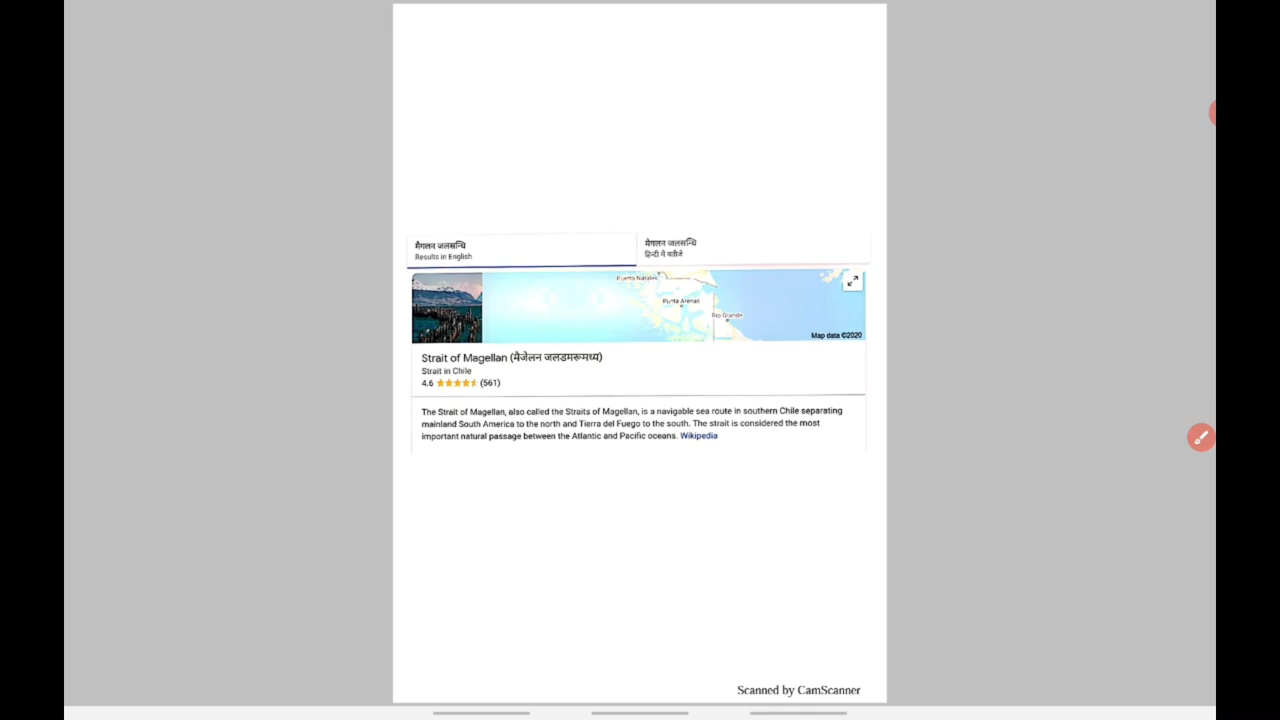 मैगलन जलसन्धि
Results in English
मैगलन जलसन्धि
हिन्दी में नतीजे
Puerto Natales
Punta Arenas
Rio Grande
Map data ©2020
Strait of Magellan (मैजेलन जलडमरूमध्य)
Strait in Chile
4.6 ★★★★★ (561)
The Strait of Magellan, also called the Straits of Magellan, is a navigable sea route in southern Chile separating
mainland South America to the north and Tierra del Fuego to the south. The strait is considered the most
important natural passage between the Atlantic and Pacific oceans. Wikipedia
Scanned by CamScanner